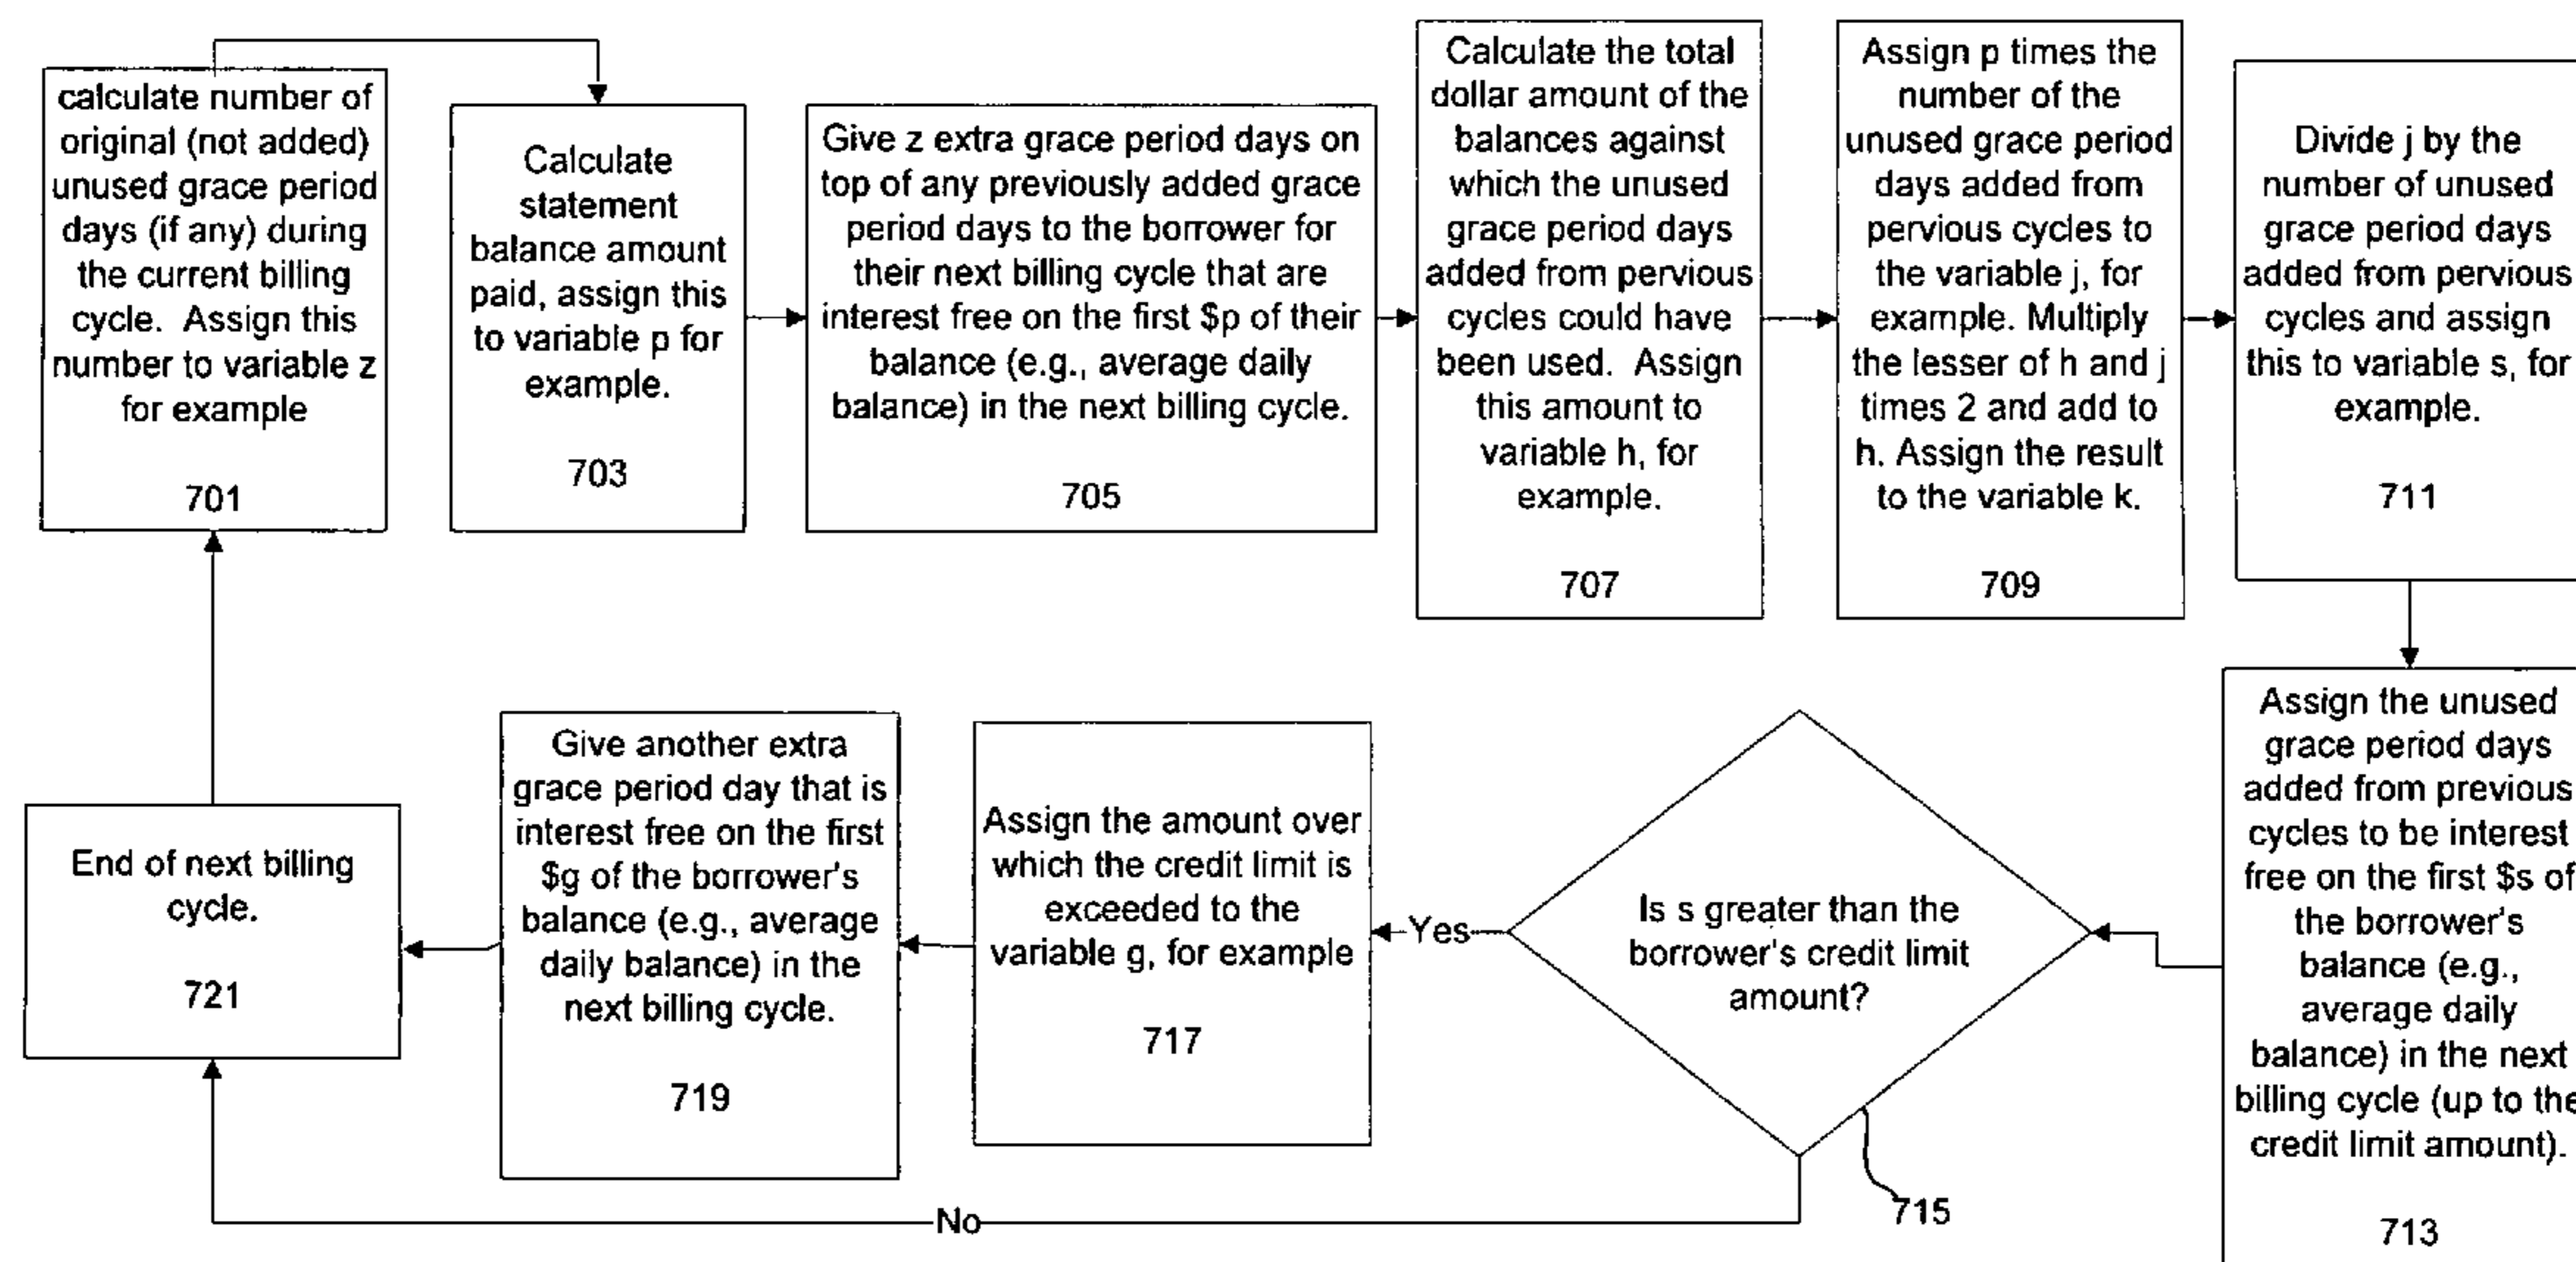 calculate number of
original (not added)
unused grace period
days (if any) during
the current billing
cycle.  Assign this
number to variable z
for example
701
Calculate
statement
balance amount
paid, assign this
to variable p for
example.
703
Give z extra grace period days on
top of any previously added grace
period days to the borrower for
their next billing cycle that are
interest free on the first $p of their
balance (e.g., average daily
balance) in the next billing cycle.
705
Calculate the total
dollar amount of the
balances against
which the unused
grace period days
added from pervious
cycles could have
been used.  Assign
this amount to
variable h, for
example.
707
Assign p times the
number of the
unused grace period
days added from
pervious cycles to
the variable j, for
example. Multiply
the lesser of h and j
times 2 and add to
h. Assign the result
to the variable k.
709
Divide j by the
number of unused
grace period days
added from pervious
cycles and assign
this to variable s, for
example.
711
Assign the unused
grace period days
added from previous
cycles to be interest
free on the first $s of
the borrower's
balance (e.g.,
average daily
balance) in the next
billing cycle (up to the
credit limit amount).
713
Is s greater than the
borrower's credit limit
amount?
715
Yes
Assign the amount over
which the credit limit is
exceeded to the
variable g, for example
717
Give another extra
grace period day that is
interest free on the first
$g of the borrower's
balance (e.g., average
daily balance) in the
next billing cycle.
719
End of next billing
cycle.
721
No